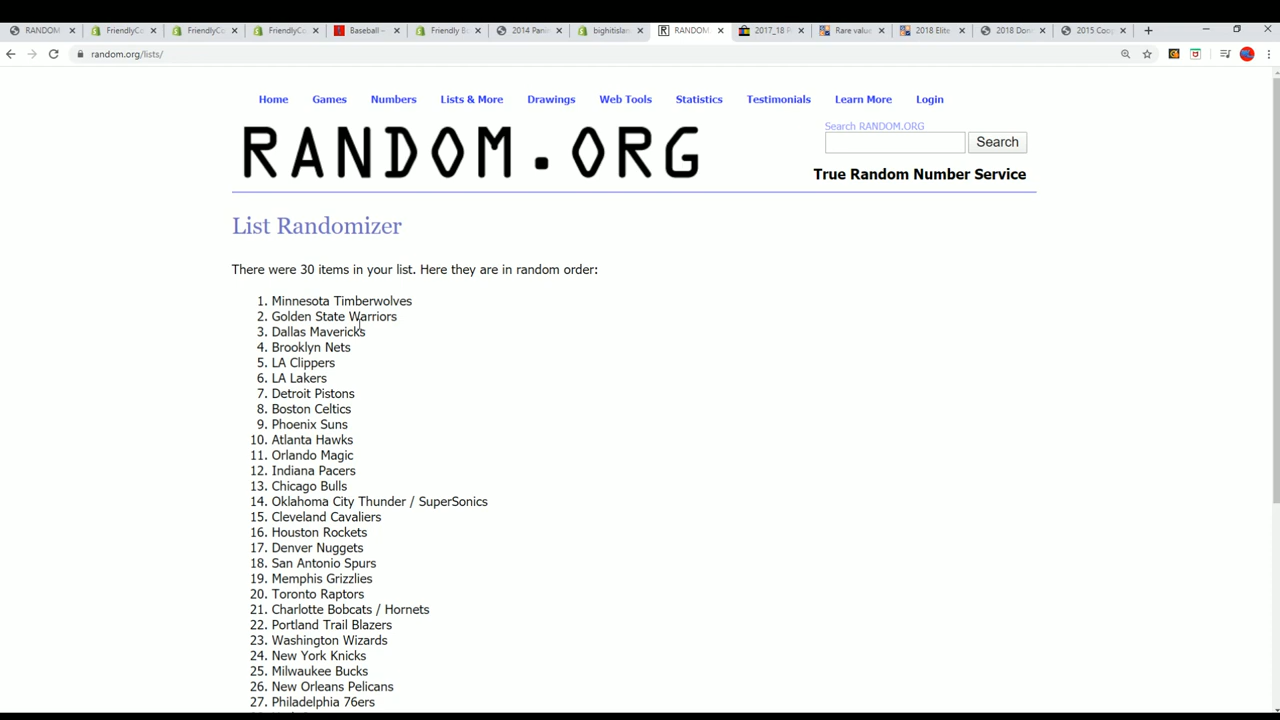 RANDOM
FriendlyCo
FriendlyCo
FriendlyCo
Baseball –
Friendly B
2014 Panin
bighitislan
RANDOM
2017_18 P
Rare value
2018 Elite
2018 Donr
2015 Coop
random.org/lists/
Home Games Numbers Lists & More Drawings Web Tools Statistics Testimonials Learn More Login
Search RANDOM.ORG
RANDOM.ORG
Search
True Random Number Service
List Randomizer
There were 30 items in your list. Here they are in random order:
1. Minnesota Timberwolves
2. Golden State Warriors
3. Dallas Mavericks
4. Brooklyn Nets
5. LA Clippers
6. LA Lakers
7. Detroit Pistons
8. Boston Celtics
9. Phoenix Suns
10. Atlanta Hawks
11. Orlando Magic
12. Indiana Pacers
13. Chicago Bulls
14. Oklahoma City Thunder / SuperSonics
15. Cleveland Cavaliers
16. Houston Rockets
17. Denver Nuggets
18. San Antonio Spurs
19. Memphis Grizzlies
20. Toronto Raptors
21. Charlotte Bobcats / Hornets
22. Portland Trail Blazers
23. Washington Wizards
24. New York Knicks
25. Milwaukee Bucks
26. New Orleans Pelicans
27. Philadelphia 76ers